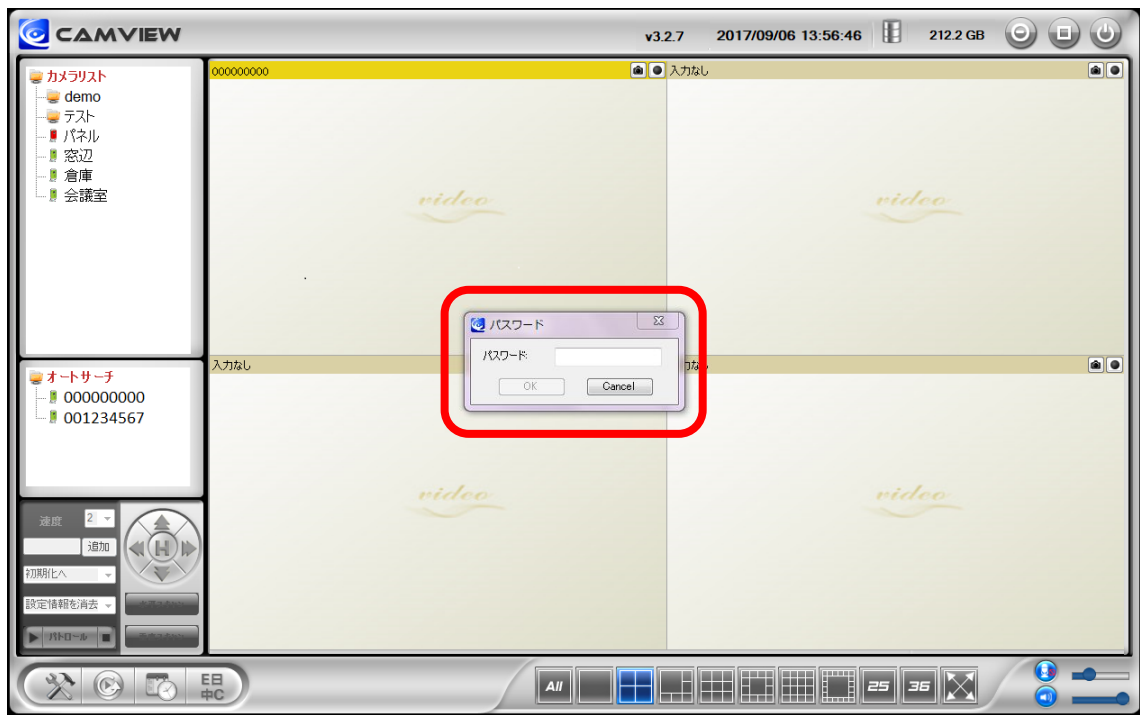 CAMVIEW
v3.2.7 2017/09/06 13:56:46 212.2 GB
カメラリスト
demo
テスト
パネル
窓辺
倉庫
会議室
000000000
入力なし
video
video
パスワード
パスワード:
OK Cancel
入力なし
video
video
オートサーチ
000000000
001234567
速度 2
追加
H
初期化へ
設定情報を消去
パトロール
EB
中C
All
25 36